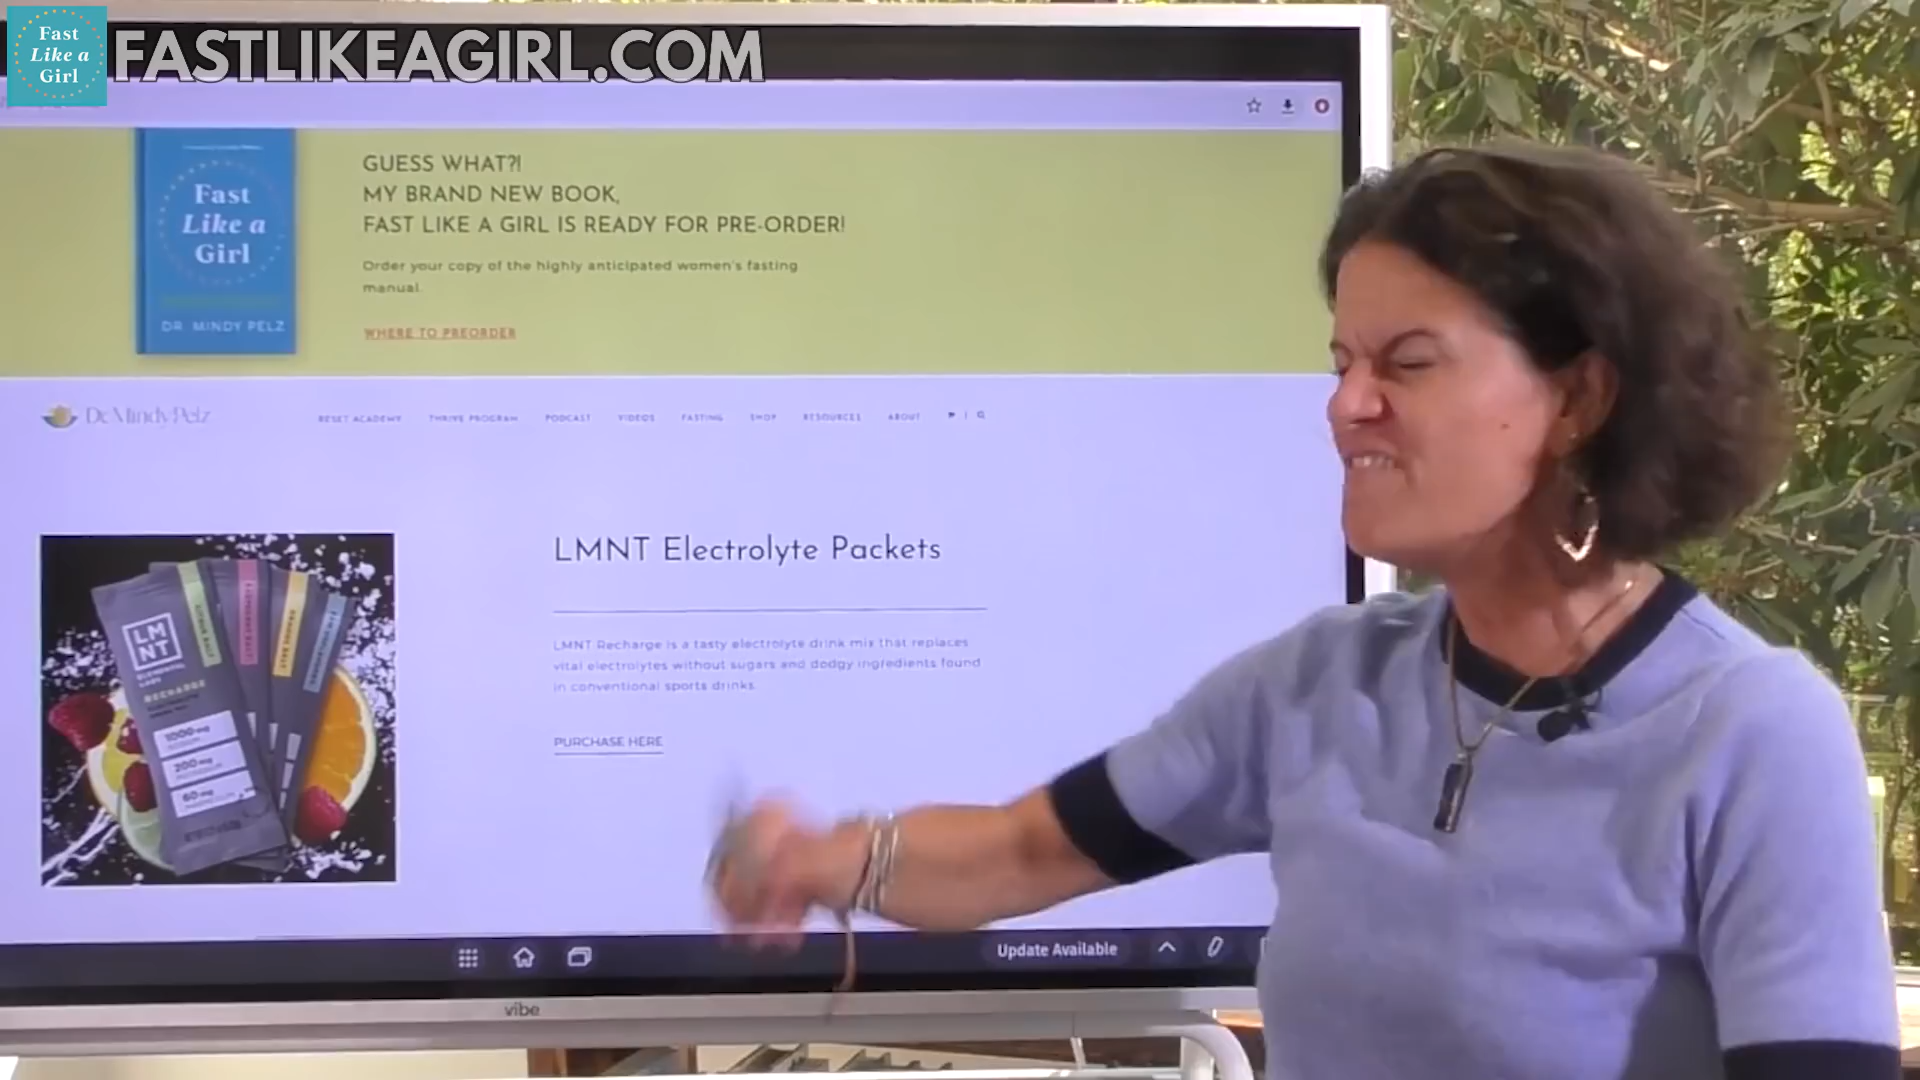 Fast
Like a
Girl
FASTLIKEAGIRL.COM
Fast
Like a
Girl
DR. MINDY PELZ
GUESS WHAT?!
MY BRAND NEW BOOK,
FAST LIKE A GIRL IS READY FOR PRE-ORDER!
Order your copy of the highly anticipated women's fasting
manual.
WHERE TO PREORDER
Dr. Mindy Pelz
RESET ACADEMY THRIVE PROGRAM PODCAST VIDEOS FASTING SHOP RESOURCES ABOUT
LMNT Electrolyte Packets
LMNT Recharge is a tasty electrolyte drink mix that replaces
vital electrolytes without sugars and dodgy ingredients found
in conventional sports drinks.
PURCHASE HERE
LM
NT
RECHARGE
1000 mg
200 mg
60 mg
Update Available
vibe